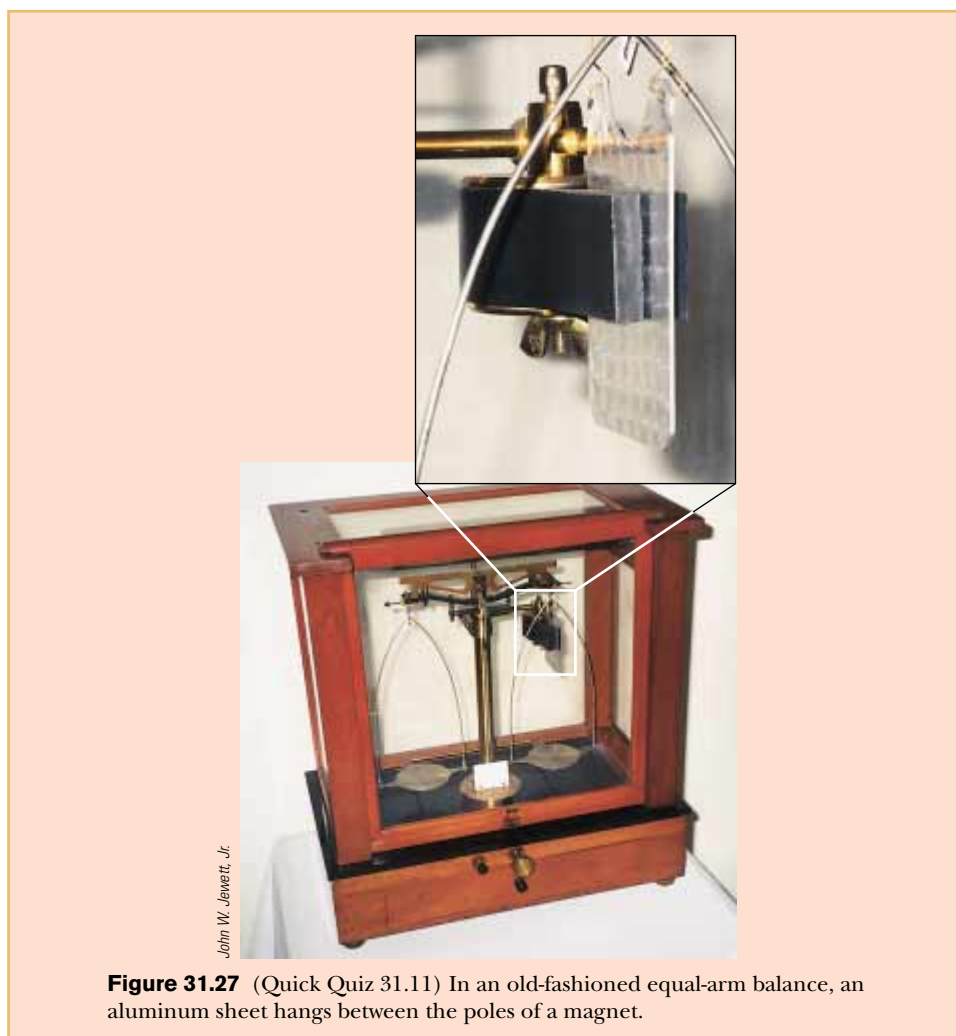 John W. Jewett, Jr.
Figure 31.27 (Quick Quiz 31.11) In an old-fashioned equal-arm balance, an
aluminum sheet hangs between the poles of a magnet.